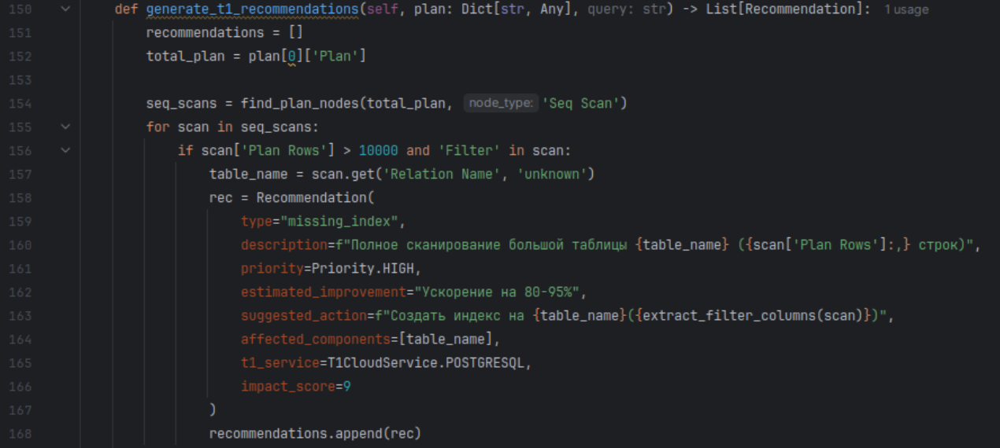 150 def generate_t1_recommendations(self, plan: Dict[str, Any], query: str) -> List[Recommendation]: 1 usage
151 recommendations = []
152 total_plan = plan[0]['Plan']
153
154 seq_scans = find_plan_nodes(total_plan, node_type: 'Seq Scan')
155 for scan in seq_scans:
156 if scan['Plan Rows'] > 10000 and 'Filter' in scan:
157 table_name = scan.get('Relation Name', 'unknown')
158 rec = Recommendation(
159 type="missing_index",
160 description=f"Полное сканирование большой таблицы {table_name} ({scan['Plan Rows']:,} строк)",
161 priority=Priority.HIGH,
162 estimated_improvement="Ускорение на 80-95%",
163 suggested_action=f"Создать индекс на {table_name}({extract_filter_columns(scan)})",
164 affected_components=[table_name],
165 t1_service=T1CloudService.POSTGRESQL,
166 impact_score=9
167 )
168 recommendations.append(rec)